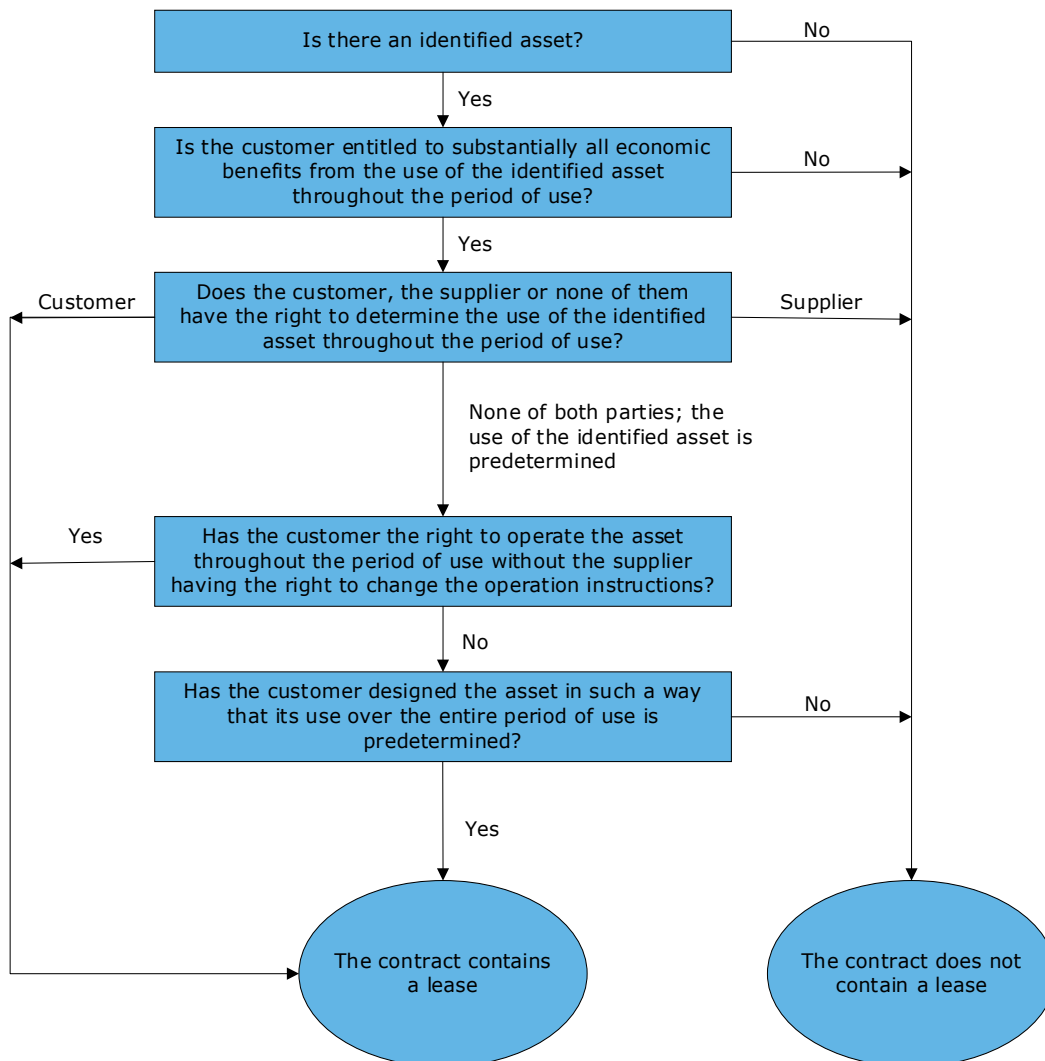 Is there an identified asset?
No
Yes
Is the customer entitled to substantially all economic
benefits from the use of the identified asset
throughout the period of use?
No
Yes
Customer
Does the customer, the supplier or none of them
have the right to determine the use of the identified
asset throughout the period of use?
Supplier
None of both parties; the
use of the identified asset is
predetermined
Yes
Has the customer the right to operate the asset
throughout the period of use without the supplier
having the right to change the operation instructions?
No
Has the customer designed the asset in such a way
that its use over the entire period of use is
predetermined?
No
Yes
The contract contains
a lease
The contract does not
contain a lease